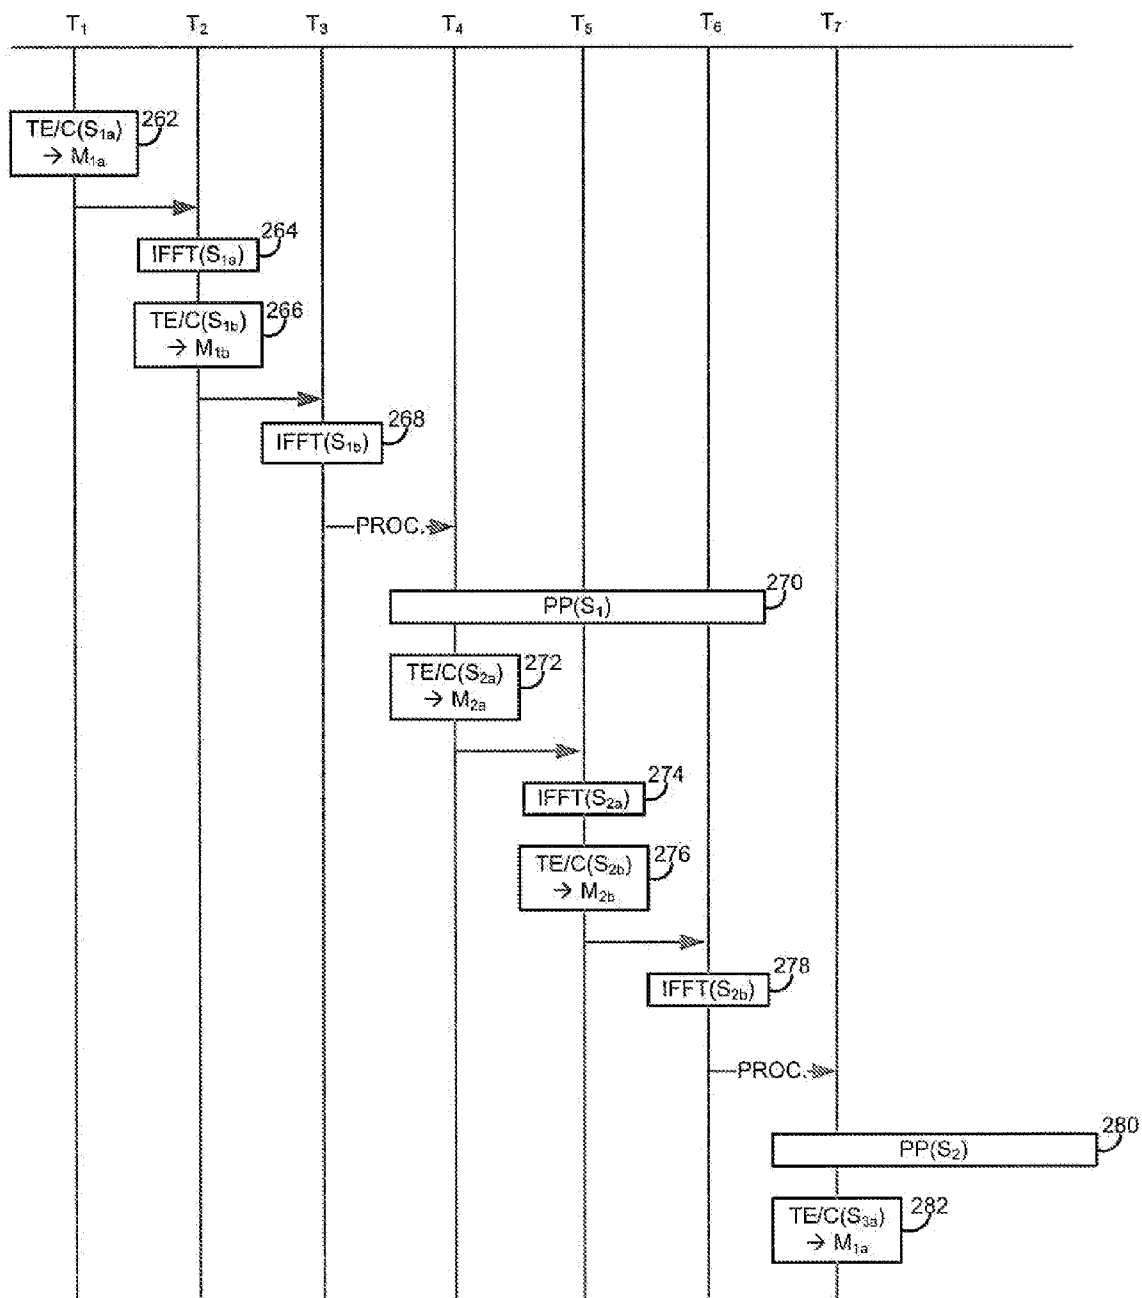 T₁ T₂ T₃ T₄ T₅ T₆ T₇
TE/C(S₁ₐ)
→ M₁ₐ
262
IFFT(S₁ₐ)
264
TE/C(S₁b)
→ M₁b
266
IFFT(S₁b)
268
PROC.
PP(S₁)
270
TE/C(S₂ₐ)
→ M₂ₐ
272
IFFT(S₂ₐ)
274
TE/C(S₂b)
→ M₂b
276
IFFT(S₂b)
278
PROC.
PP(S₂)
280
TE/C(S₃ₐ)
→ M₁ₐ
282